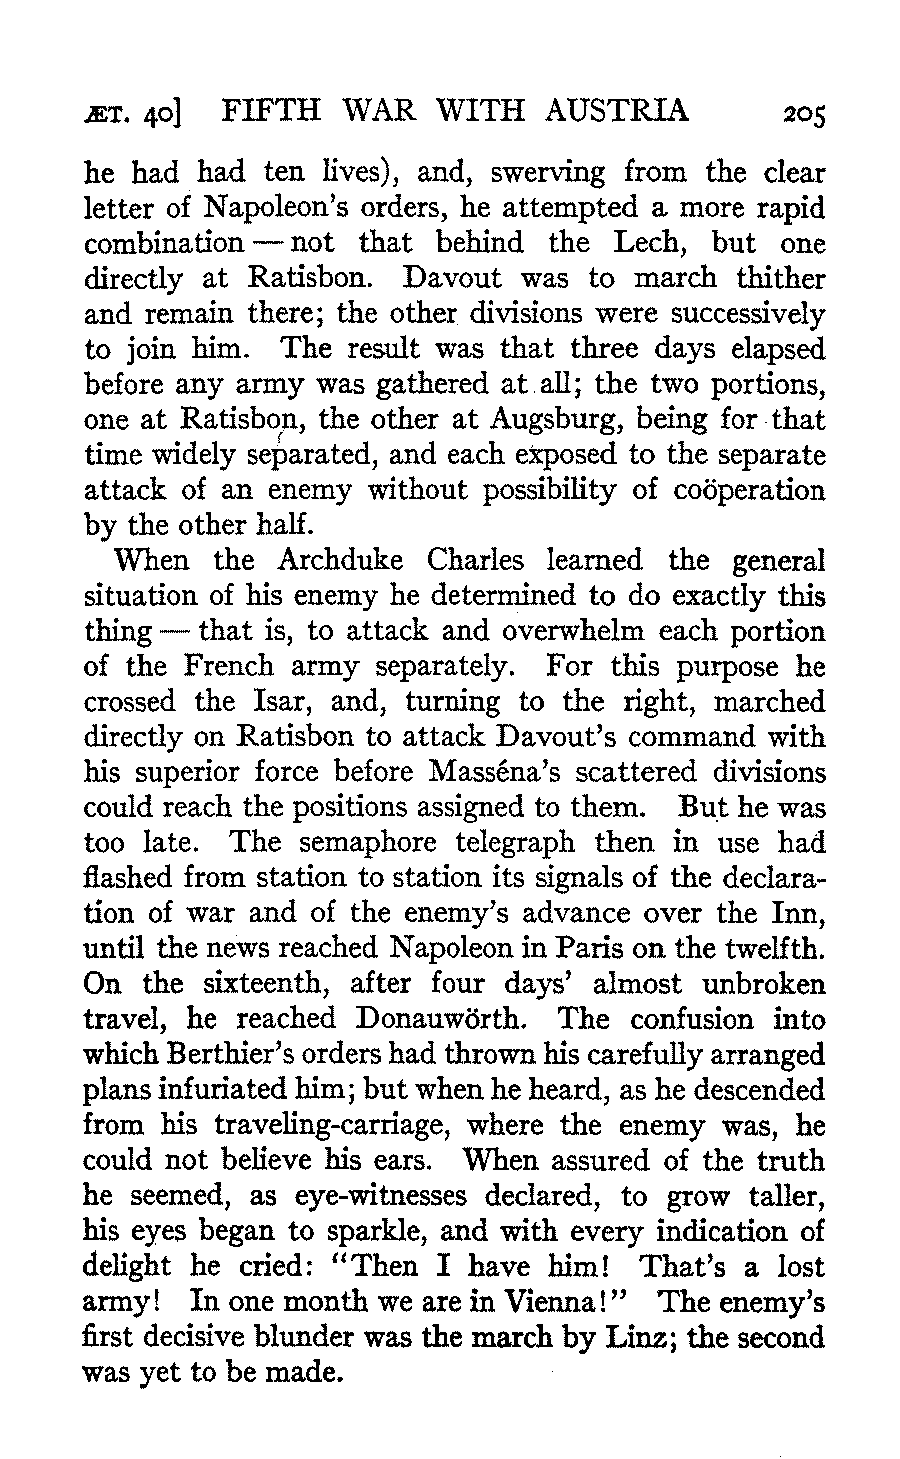 ÆT. 40] FIFTH WAR WITH AUSTRIA 205
he had had ten lives), and, swerving from the clear
letter of Napoleon's orders, he attempted a more rapid
combination — not that behind the Lech, but one
directly at Ratisbon. Davout was to march thither
and remain there; the other divisions were successively
to join him. The result was that three days elapsed
before any army was gathered at all; the two portions,
one at Ratisbon, the other at Augsburg, being for that
time widely separated, and each exposed to the separate
attack of an enemy without possibility of coöperation
by the other half.
When the Archduke Charles learned the general
situation of his enemy he determined to do exactly this
thing — that is, to attack and overwhelm each portion
of the French army separately. For this purpose he
crossed the Isar, and, turning to the right, marched
directly on Ratisbon to attack Davout's command with
his superior force before Masséna's scattered divisions
could reach the positions assigned to them. But he was
too late. The semaphore telegraph then in use had
flashed from station to station its signals of the declara-
tion of war and of the enemy's advance over the Inn,
until the news reached Napoleon in Paris on the twelfth.
On the sixteenth, after four days' almost unbroken
travel, he reached Donauwörth. The confusion into
which Berthier's orders had thrown his carefully arranged
plans infuriated him; but when he heard, as he descended
from his traveling-carriage, where the enemy was, he
could not believe his ears. When assured of the truth
he seemed, as eye-witnesses declared, to grow taller,
his eyes began to sparkle, and with every indication of
delight he cried: "Then I have him! That's a lost
army! In one month we are in Vienna!" The enemy's
first decisive blunder was the march by Linz; the second
was yet to be made.